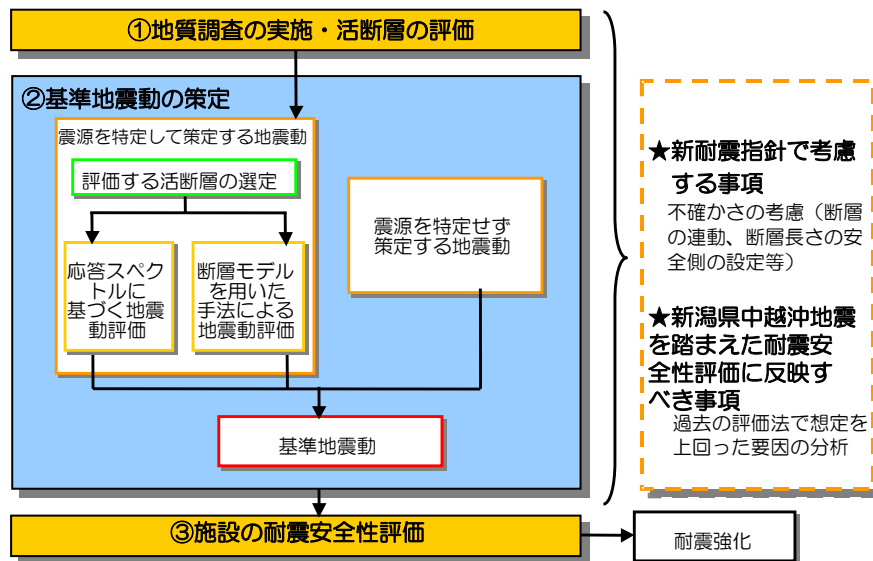 ①地質調査の実施・活断層の評価
②基準地震動の策定
震源を特定して策定する地震動
評価する活断層の選定
応答スペク
トルに
基づく地震
動評価
断層モデル
を用いた
手法による
地震動評価
震源を特定せず
策定する地震動
基準地震動
③施設の耐震安全性評価
耐震強化
★新耐震指針で考慮
する事項
不確かさの考慮（断層
の連動、断層長さの安
全側の設定等）
★新潟県中越沖地震
を踏まえた耐震安
全性評価に反映す
べき事項
過去の評価法で想定を
上回った要因の分析